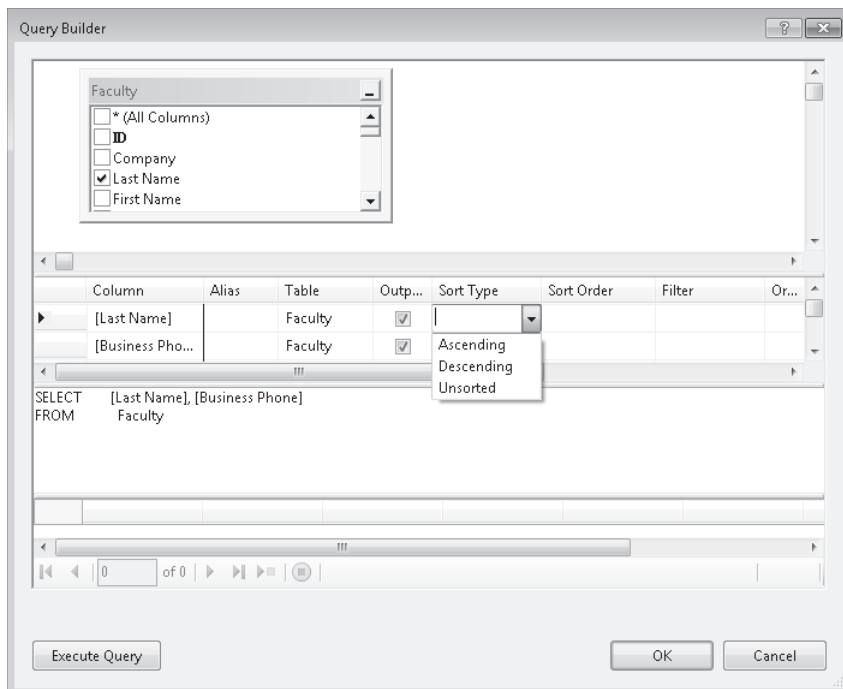 Query Builder
Faculty
* (All Columns)
ID
Company
Last Name
First Name
Column Alias Table Outp... Sort Type Sort Order Filter Or...
[Last Name] Faculty
[Business Pho... Faculty
Ascending
Descending
Unsorted
SELECT [Last Name], [Business Phone]
FROM Faculty
0 of 0
Execute Query OK Cancel